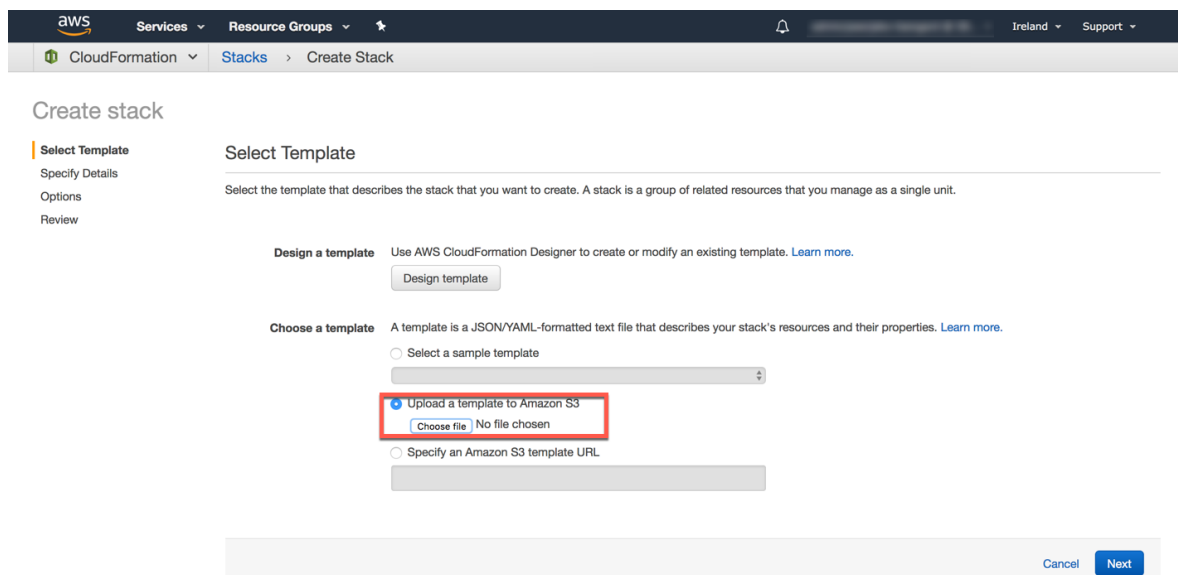 aws Services Resource Groups Ireland Support
CloudFormation Stacks > Create Stack
Create stack
Select Template
Specify Details
Options
Review
Select Template
Select the template that describes the stack that you want to create. A stack is a group of related resources that you manage as a single unit.
Design a template Use AWS CloudFormation Designer to create or modify an existing template. Learn more.
Design template
Choose a template A template is a JSON/YAML-formatted text file that describes your stack's resources and their properties. Learn more.
Select a sample template
Upload a template to Amazon S3
Choose file No file chosen
Specify an Amazon S3 template URL
Cancel Next